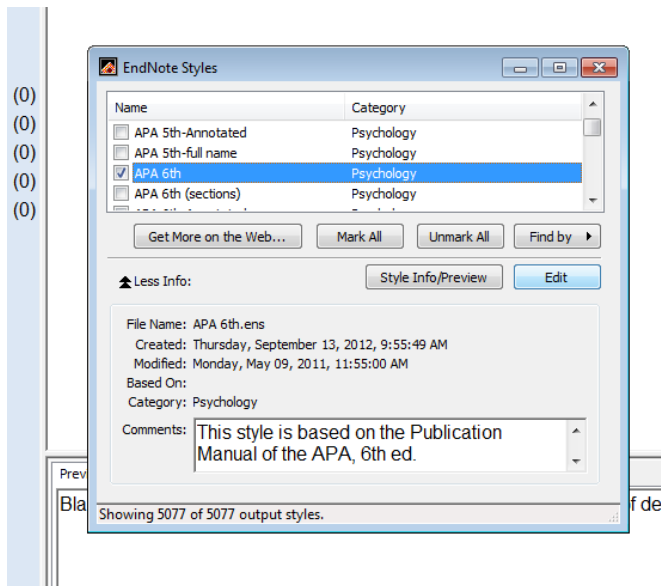 EndNote Styles
(0)
(0)
(0)
(0)
(0)
Name Category
APA 5th-Annotated Psychology
APA 5th-full name Psychology
APA 6th Psychology
APA 6th (sections) Psychology
Get More on the Web... Mark All Unmark All Find by
Less Info: Style Info/Preview Edit
File Name: APA 6th.ens
Created: Thursday, September 13, 2012, 9:55:49 AM
Modified: Monday, May 09, 2011, 11:55:00 AM
Based On:
Category: Psychology
Comments: This style is based on the Publication
Manual of the APA, 6th ed.
Prev
Bla f de
Showing 5077 of 5077 output styles.